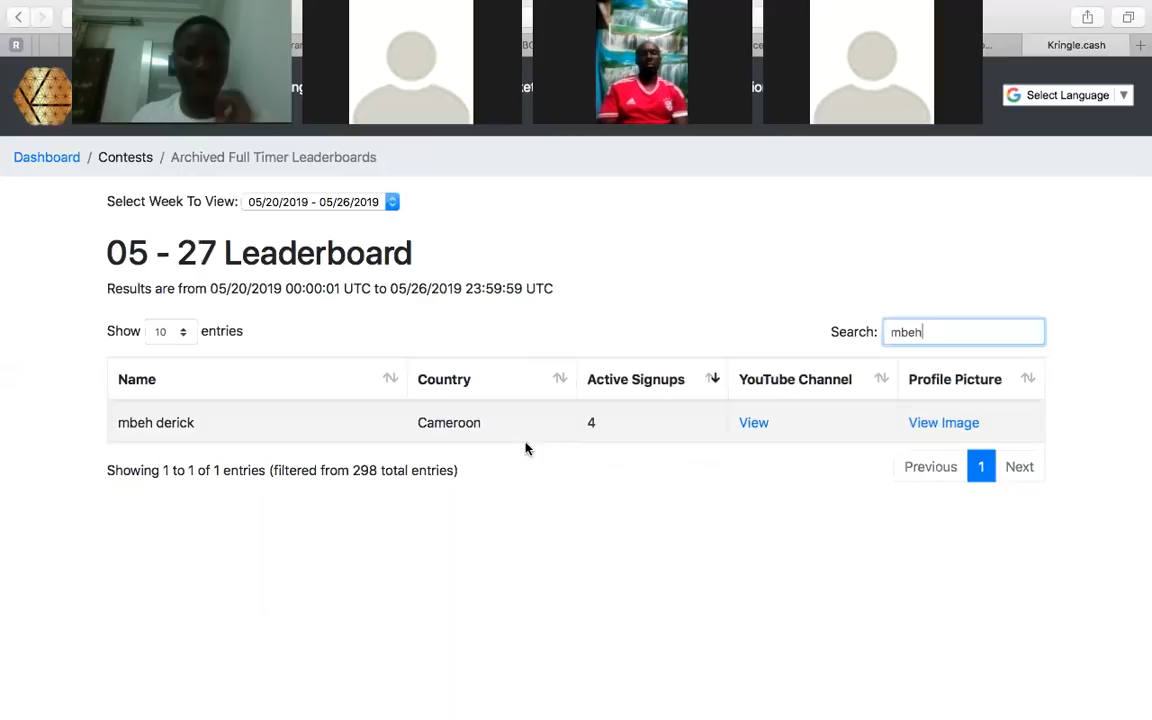 R
Kringle.cash
Select Language
Dashboard / Contests / Archived Full Timer Leaderboards
Select Week To View: 05/20/2019 - 05/26/2019
05 - 27 Leaderboard
Results are from 05/20/2019 00:00:01 UTC to 05/26/2019 23:59:59 UTC
Show 10 entries
Search: mbeh
Name Country Active Signups YouTube Channel Profile Picture
mbeh derick Cameroon 4 View View Image
Showing 1 to 1 of 1 entries (filtered from 298 total entries)
Previous 1 Next